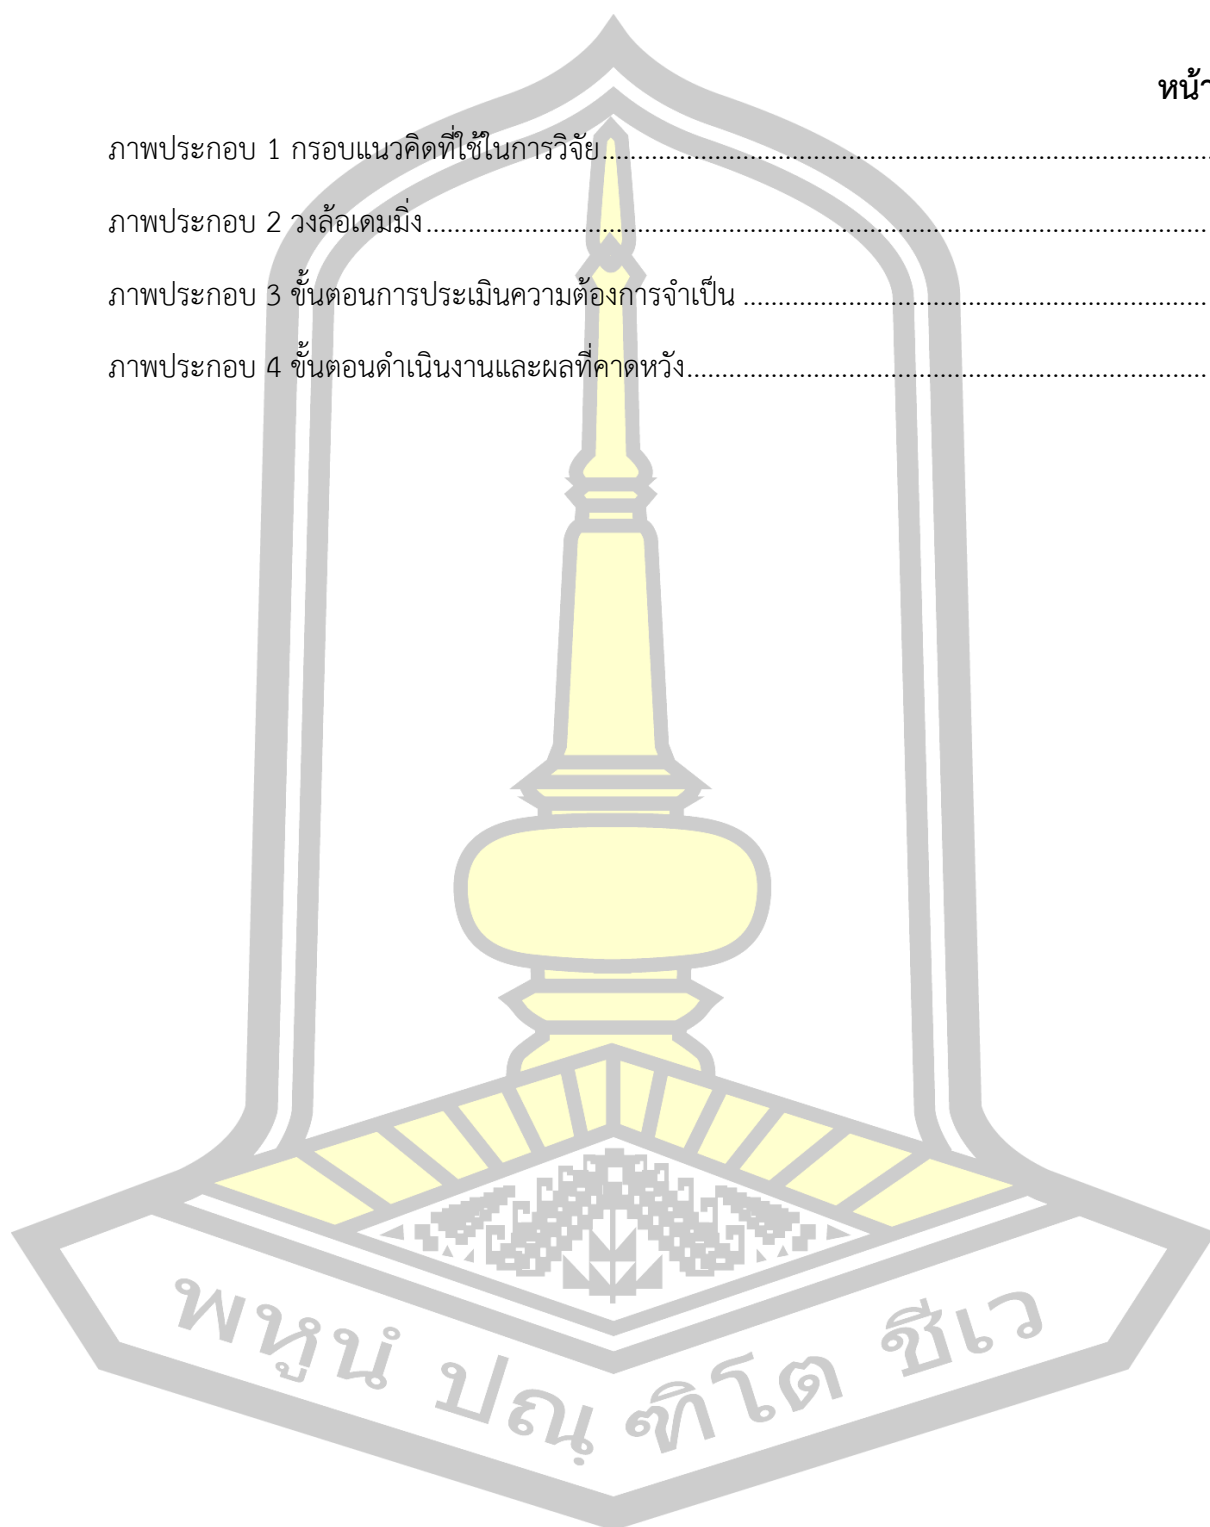 หน้า
ภาพประกอบ 1 กรอบแนวคิดที่ใช้ในการวิจัย................................................................................
ภาพประกอบ 2 วงล้อเดมมิ่ง................................................................................
ภาพประกอบ 3 ขั้นตอนการประเมินความต้องการจำเป็น ................................................................................
ภาพประกอบ 4 ขั้นตอนดำเนินงานและผลที่คาดหวัง................................................................................
พหูนํ ปณฺ ฑิโต ชีเว